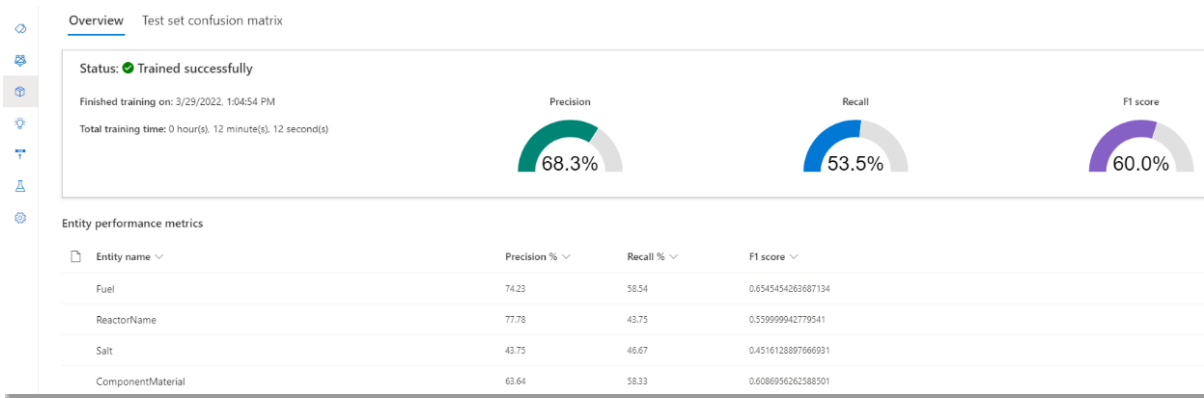 Overview Test set confusion matrix
Status: Trained successfully
Finished training on: 3/29/2022, 1:04:54 PM
Total training time: 0 hour(s), 12 minute(s), 12 second(s)
Precision Recall F1 score
68.3% 53.5% 60.0%
Entity performance metrics
Entity name Precision % Recall % F1 score
Fuel 74.23 58.54 0.6545454263687134
ReactorName 77.78 43.75 0.559999942779541
Salt 43.75 46.67 0.4516128897666931
ComponentMaterial 63.64 58.33 0.6086956262588501